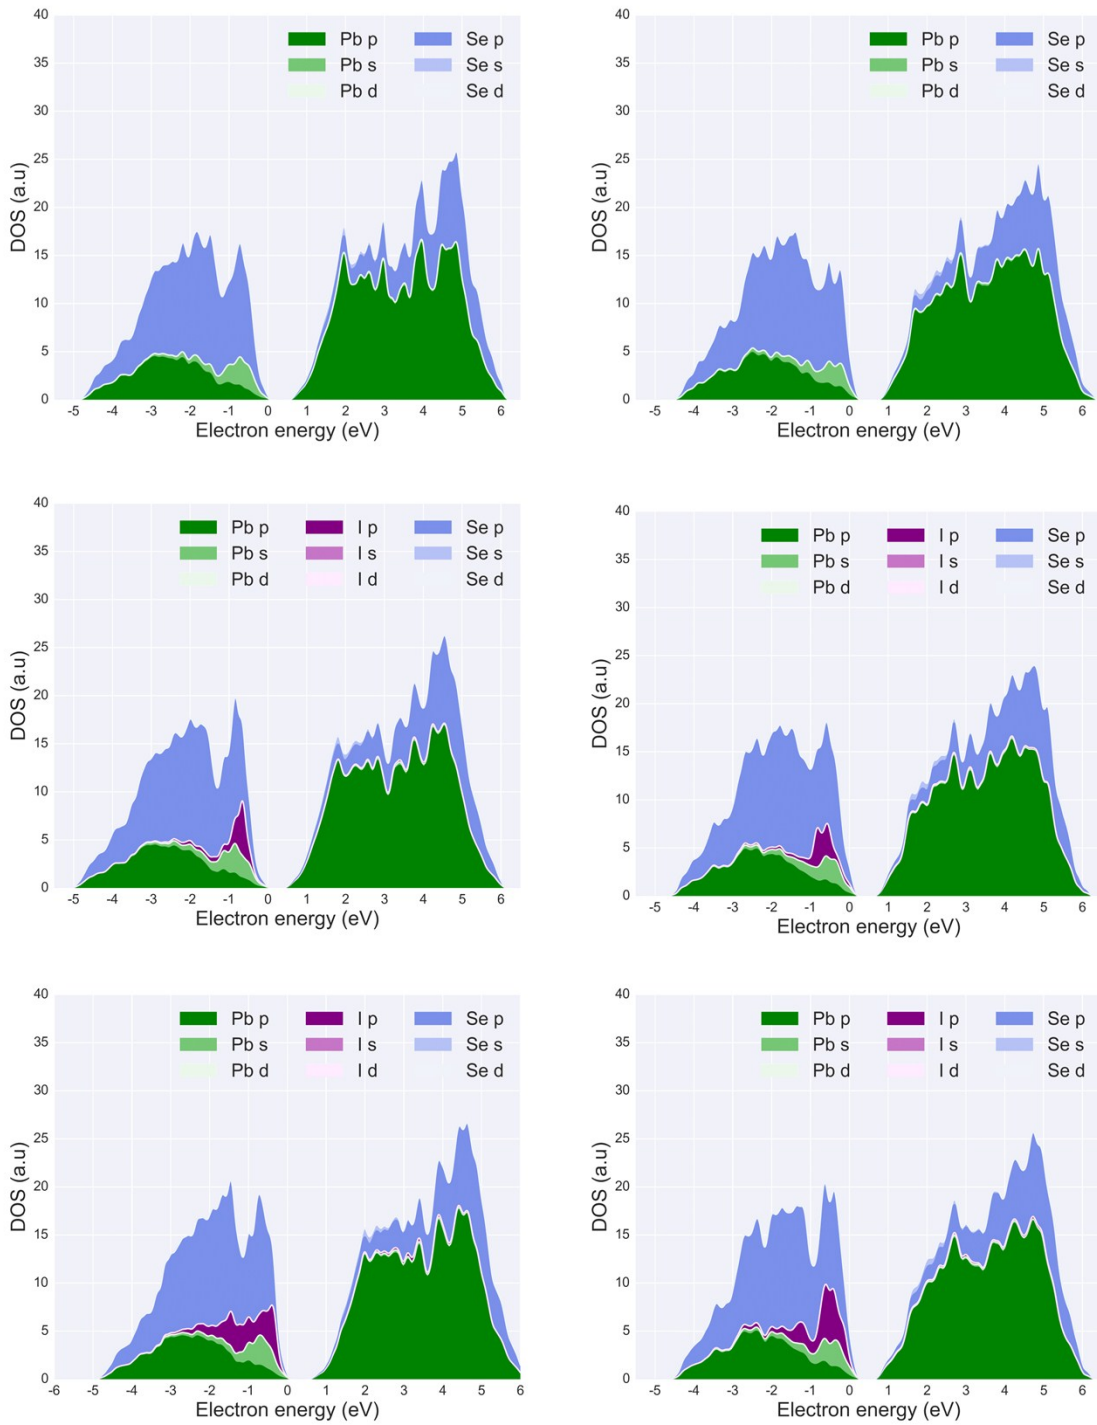 40
35
30
25
20
15
10
5
0
DOS (a.u)
Pb p Se p
Pb s Se s
Pb d Se d
-5 -4 -3 -2 -1 0 1 2 3 4 5 6
Electron energy (eV)
40
35
30
25
20
15
10
5
0
DOS (a.u)
Pb p Se p
Pb s Se s
Pb d Se d
-5 -4 -3 -2 -1 0 1 2 3 4 5 6
Electron energy (eV)
40
35
30
25
20
15
10
5
0
DOS (a.u)
Pb p I p Se p
Pb s I s Se s
Pb d I d Se d
-5 -4 -3 -2 -1 0 1 2 3 4 5 6
Electron energy (eV)
40
35
30
25
20
15
10
5
0
DOS (a.u)
Pb p I p Se p
Pb s I s Se s
Pb d I d Se d
-5 -4 -3 -2 -1 0 1 2 3 4 5 6
Electron energy (eV)
40
35
30
25
20
15
10
5
0
DOS (a.u)
Pb p I p Se p
Pb s I s Se s
Pb d I d Se d
-6 -5 -4 -3 -2 -1 0 1 2 3 4 5 6
Electron energy (eV)
40
35
30
25
20
15
10
5
0
DOS (a.u)
Pb p I p Se p
Pb s I s Se s
Pb d I d Se d
-5 -4 -3 -2 -1 0 1 2 3 4 5 6
Electron energy (eV)